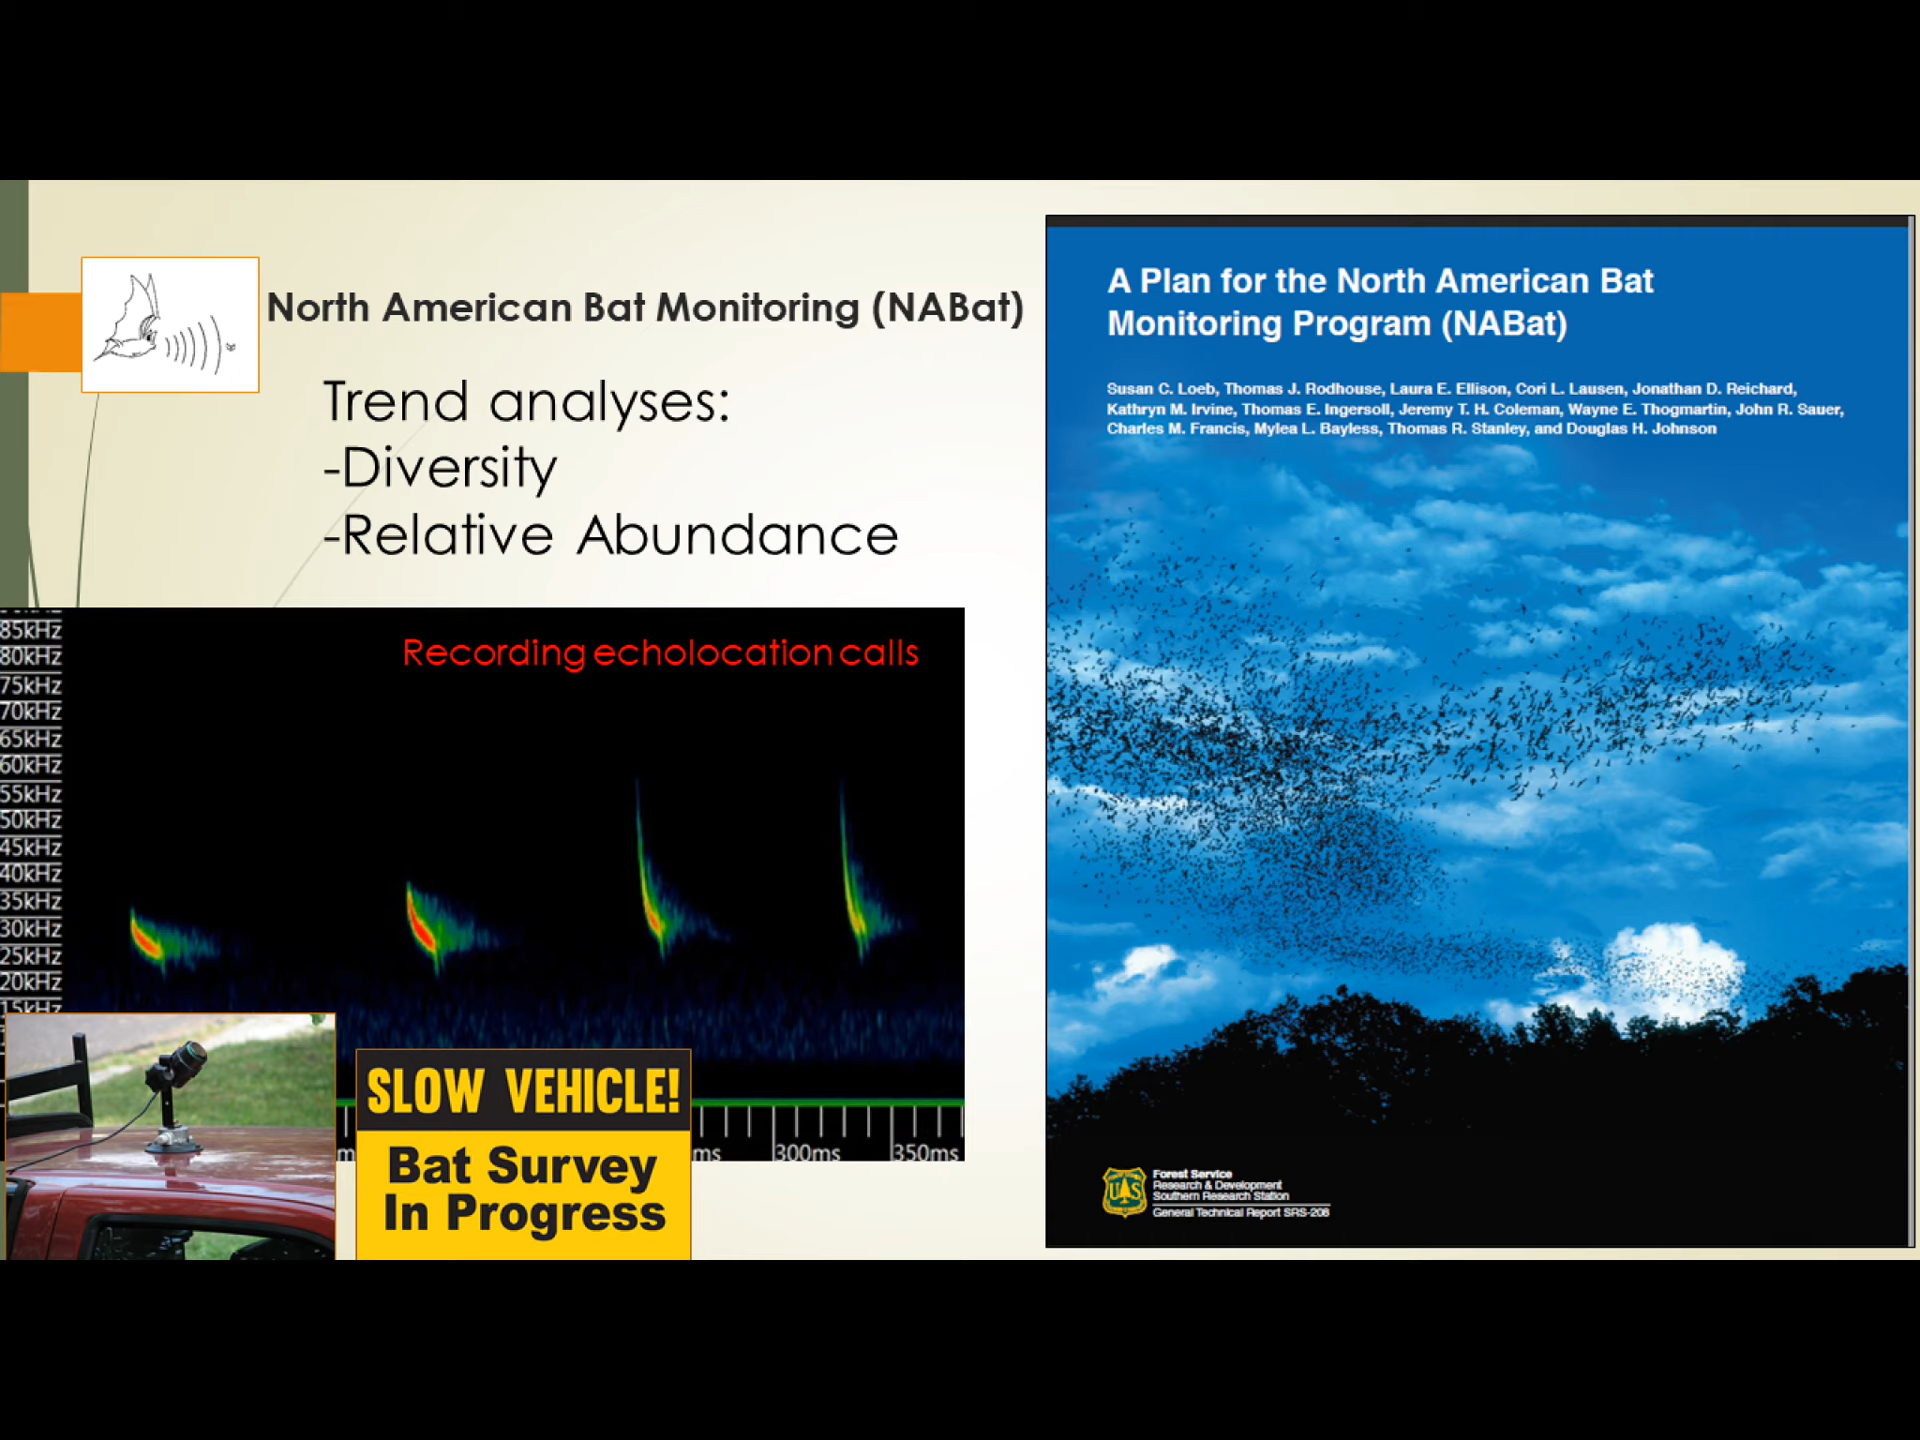 North American Bat Monitoring (NABat)
Trend analyses:
-Diversity
-Relative Abundance
Recording echolocation calls
85kHz
80kHz
75kHz
70kHz
65kHz
60kHz
55kHz
50kHz
45kHz
40kHz
35kHz
30kHz
25kHz
20kHz
15kHz
ms
300ms
350ms
SLOW VEHICLE!
Bat Survey
In Progress
A Plan for the North American Bat
Monitoring Program (NABat)
Susan C. Loeb, Thomas J. Rodhouse, Laura E. Ellison, Cori L. Lausen, Jonathan D. Reichard,
Kathryn M. Irvine, Thomas E. Ingersoll, Jeremy T. H. Coleman, Wayne E. Thogmartin, John R. Sauer,
Charles M. Francis, Mylea L. Bayless, Thomas R. Stanley, and Douglas H. Johnson
UAS
Forest Service
Research & Development
Southern Research Station
General Technical Report SRS-208